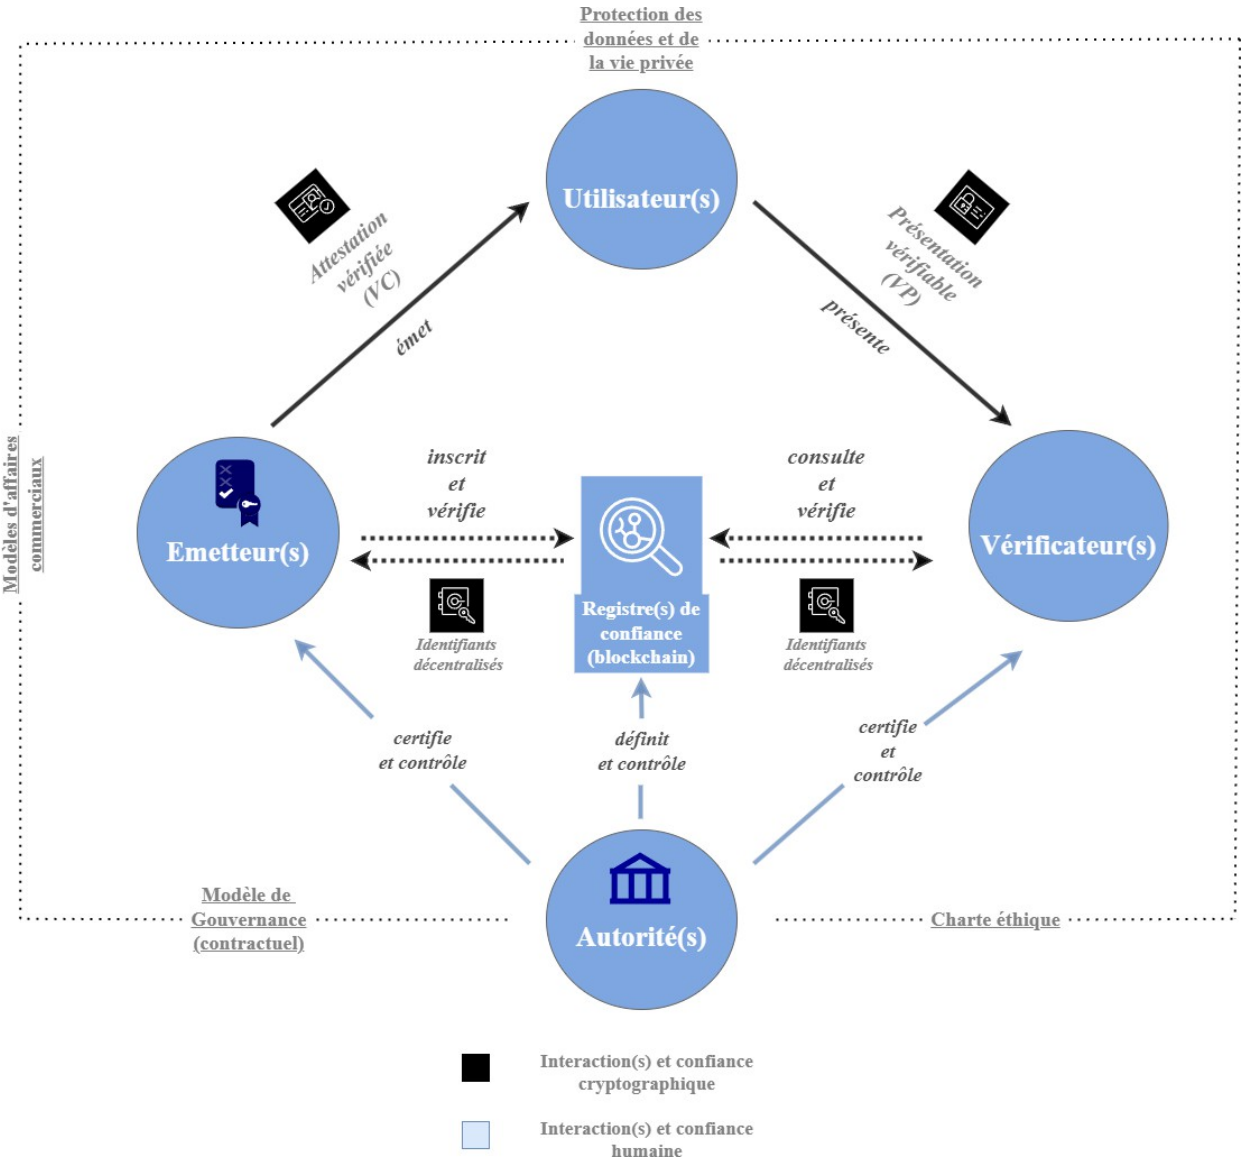 Protection des
données et de
la vie privée
Utilisateur(s)
Attestation
vérifiée
(VC)
émet
Présentation
vérifiable
(VP)
présente
Modèles d'affaires
commerciaux
Emetteur(s)
inscrit
et
vérifie
consulte
et
vérifie
Vérificateur(s)
Registre(s) de
confiance
(blockchain)
Identifiants
décentralisés
Identifiants
décentralisés
certifie
et contrôle
définit
et contrôle
certifie
et
contrôle
Autorité(s)
Modèle de
Gouvernance
(contractuel)
Charte éthique
Interaction(s) et confiance
cryptographique
Interaction(s) et confiance
humaine